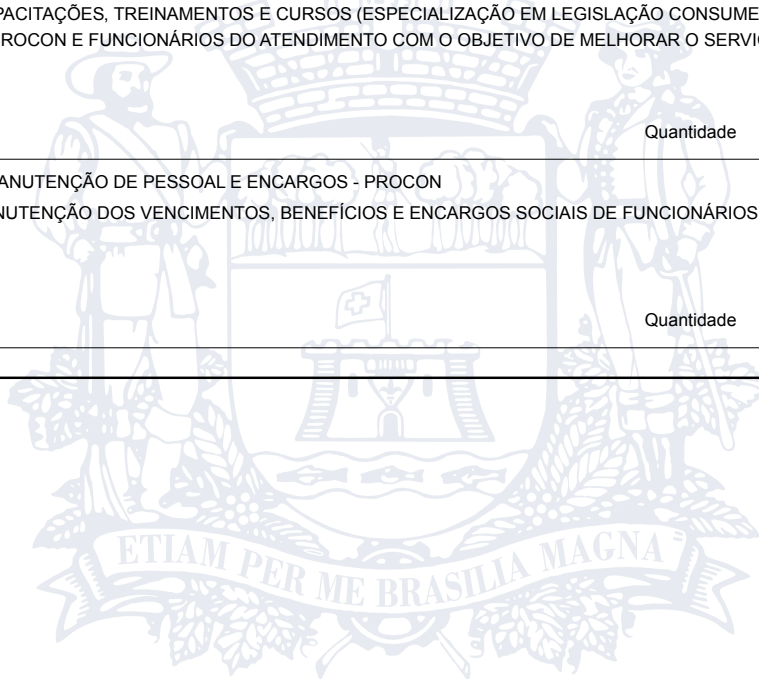 PACITAÇÕES, TREINAMENTOS E CURSOS (ESPECIALIZAÇÃO EM LEGISLAÇÃO CONSUME
ROCON E FUNCIONÁRIOS DO ATENDIMENTO COM O OBJETIVO DE MELHORAR O SERVIÇ
Quantidade
ANUTENÇÃO DE PESSOAL E ENCARGOS - PROCON
NUTENÇÃO DOS VENCIMENTOS, BENEFÍCIOS E ENCARGOS SOCIAIS DE FUNCIONÁRIOS
Quantidade
ETIAM PER ME BRASILIA MAGNA